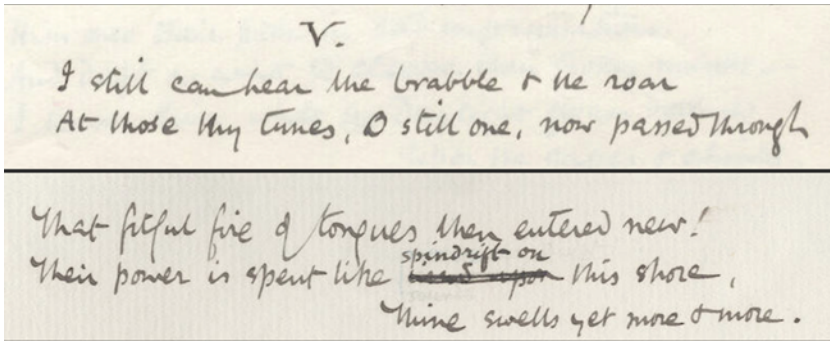 V.
I still can hear the brabble & the roar
At those thy tunes, O still one, now passed through
That fitful fire of tongues then entered new!
spindrift on
Their power is spent like upon this shore,
Thine swells yet more & more.